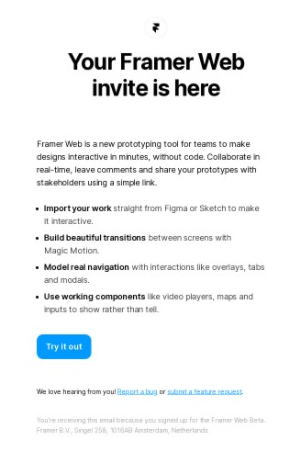 Your Framer Web
invite is here
Framer Web is a new prototyping tool for teams to make
designs interactive in minutes, without code. Collaborate in
real-time, leave comments and share your prototypes with
stakeholders using a simple link.
• Import your work straight from Figma or Sketch to make
it interactive.
• Build beautiful transitions between screens with
Magic Motion.
• Model real navigation with interactions like overlays, tabs
and modals.
• Use working components like video players, maps and
inputs to show rather than tell.
Try it out
We love hearing from you! Report a bug or submit a feature request.
You're receiving this email because you signed up for the Framer Web Beta.
Framer B.V., Singel 258, 1016AB Amsterdam, Netherlands